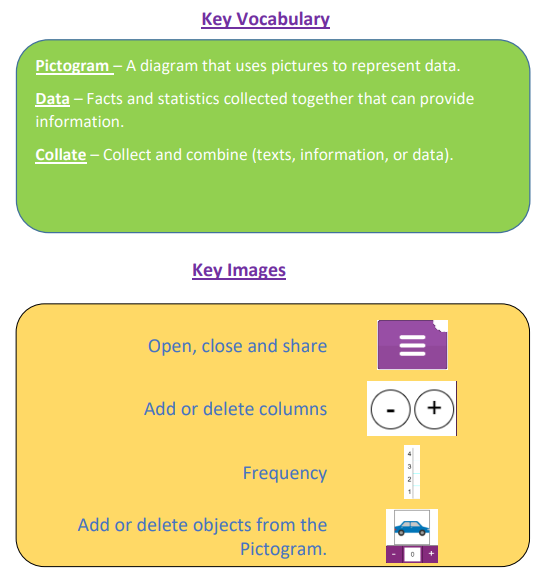 Key Vocabulary
Pictogram – A diagram that uses pictures to represent data.
Data – Facts and statistics collected together that can provide
information.
Collate – Collect and combine (texts, information, or data).
Key Images
Open, close and share
Add or delete columns
- +
Frequency
4
3
2
1
Add or delete objects from the
Pictogram.
- 0 +